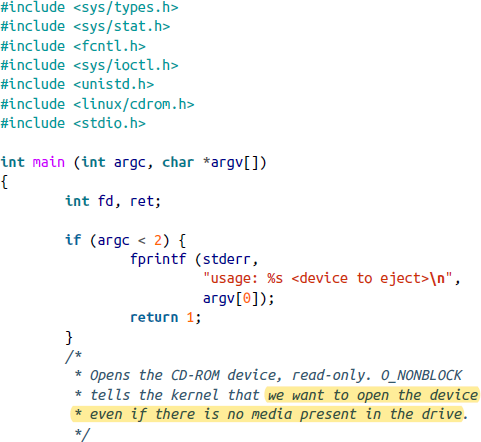 #include <sys/types.h>
#include <sys/stat.h>
#include <fcntl.h>
#include <sys/ioctl.h>
#include <unistd.h>
#include <linux/cdrom.h>
#include <stdio.h>

int main (int argc, char *argv[])
{
        int fd, ret;

        if (argc < 2) {
                fprintf (stderr,
                         "usage: %s <device to eject>\n",
                         argv[0]);
                return 1;
        }
        /*
         * Opens the CD-ROM device, read-only. O_NONBLOCK
         * tells the kernel that we want to open the device
         * even if there is no media present in the drive.
         */